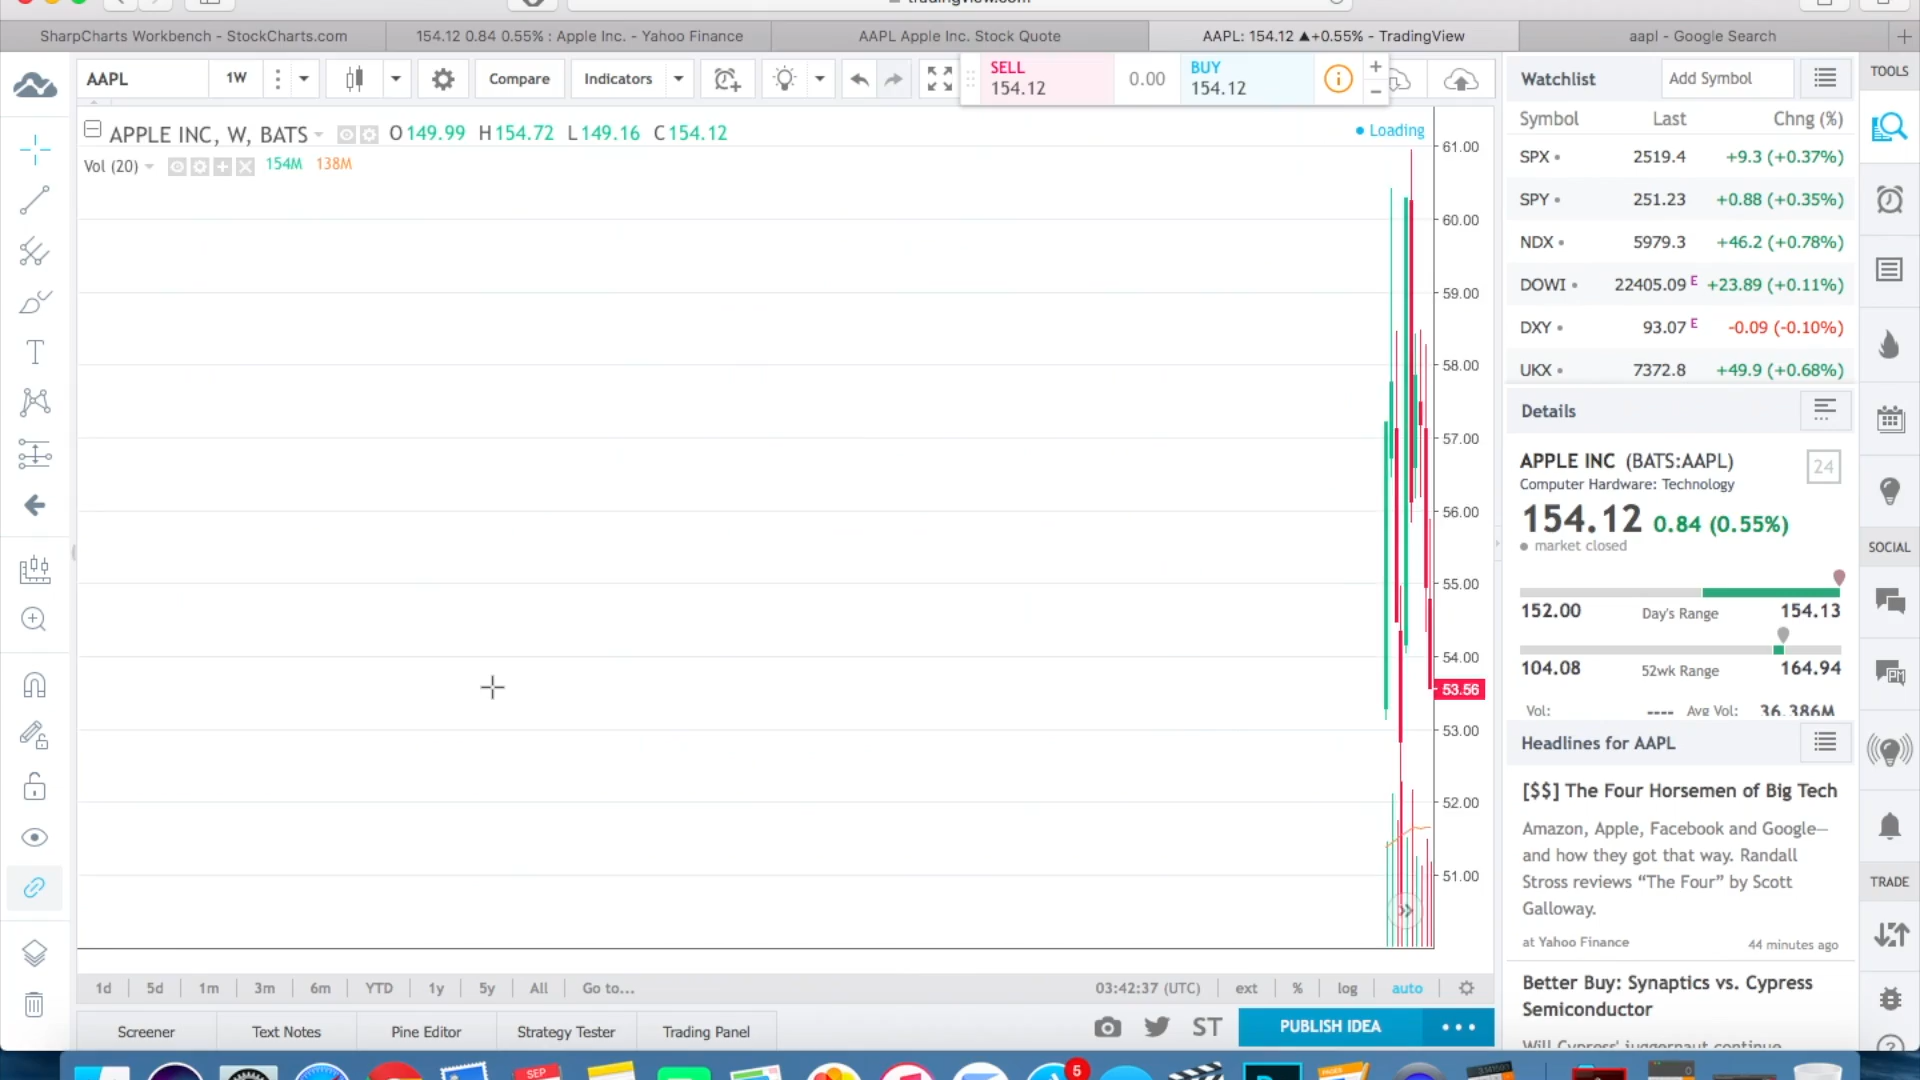 SharpCharts Workbench - StockCharts.com
154.12 0.84 0.55% : Apple Inc. - Yahoo Finance
AAPL Apple Inc. Stock Quote
AAPL: 154.12 ▲+0.55% - TradingView
aapl - Google Search
AAPL
1W
Compare
Indicators
SELL
154.12
0.00
BUY
154.12
APPLE INC, W, BATS
O 149.99 H 154.72 L 149.16 C 154.12
Loading
Vol (20)
154M 138M
61.00
60.00
59.00
58.00
57.00
56.00
55.00
54.00
53.56
53.00
52.00
51.00
1d
5d
1m
3m
6m
YTD
1y
5y
All
Go to...
03:42:37 (UTC)
ext
%
log
auto
Screener
Text Notes
Pine Editor
Strategy Tester
Trading Panel
ST
PUBLISH IDEA
Watchlist
Add Symbol
Symbol Last Chng (%)
SPX 2519.4 +9.3 (+0.37%)
SPY 251.23 +0.88 (+0.35%)
NDX 5979.3 +46.2 (+0.78%)
DOWI 22405.09 E +23.89 (+0.11%)
DXY 93.07 E -0.09 (-0.10%)
UKX 7372.8 +49.9 (+0.68%)
Details
APPLE INC (BATS:AAPL)
24
Computer Hardware: Technology
154.12 0.84 (0.55%)
market closed
152.00 Day's Range 154.13
104.08 52wk Range 164.94
Vol: ---- Avg Vol: 36.386M
Headlines for AAPL
[$$] The Four Horsemen of Big Tech
Amazon, Apple, Facebook and Google—
and how they got that way. Randall
Stross reviews “The Four” by Scott
Galloway.
at Yahoo Finance 44 minutes ago
Better Buy: Synaptics vs. Cypress
Semiconductor
Will Cypress' juggernaut continue
TOOLS
SOCIAL
PM
TRADE
SEP
5
PAGES